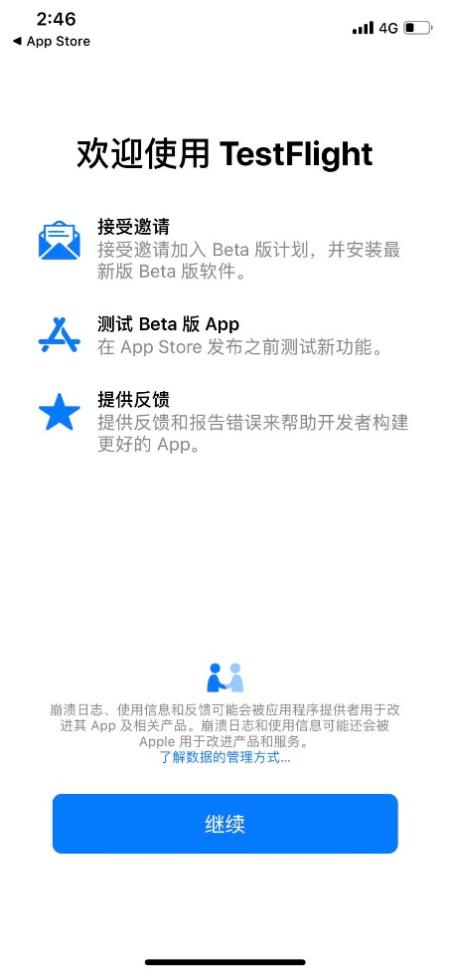 2:46
4G
◀ App Store
欢迎使用 TestFlight
接受邀请
接受邀请加入 Beta 版计划，并安装最
新版 Beta 版软件。
测试 Beta 版 App
在 App Store 发布之前测试新功能。
提供反馈
提供反馈和报告错误来帮助开发者构建
更好的 App。
崩溃日志、使用信息和反馈可能会被应用程序提供者用于改
进其 App 及相关产品。崩溃日志和使用信息可能还会被
Apple 用于改进产品和服务。
了解数据的管理方式...
继续